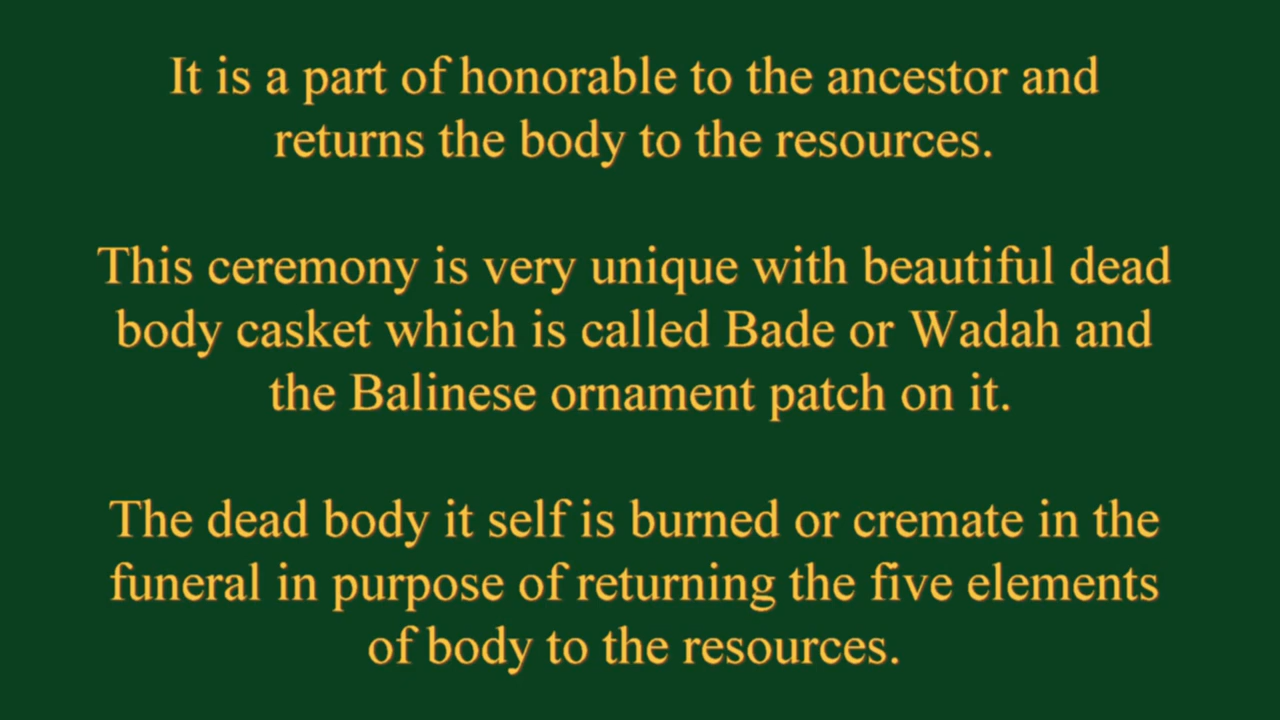 It is a part of honorable to the ancestor and
returns the body to the resources.
This ceremony is very unique with beautiful dead
body casket which is called Bade or Wadah and
the Balinese ornament patch on it.
The dead body it self is burned or cremate in the
funeral in purpose of returning the five elements
of body to the resources.